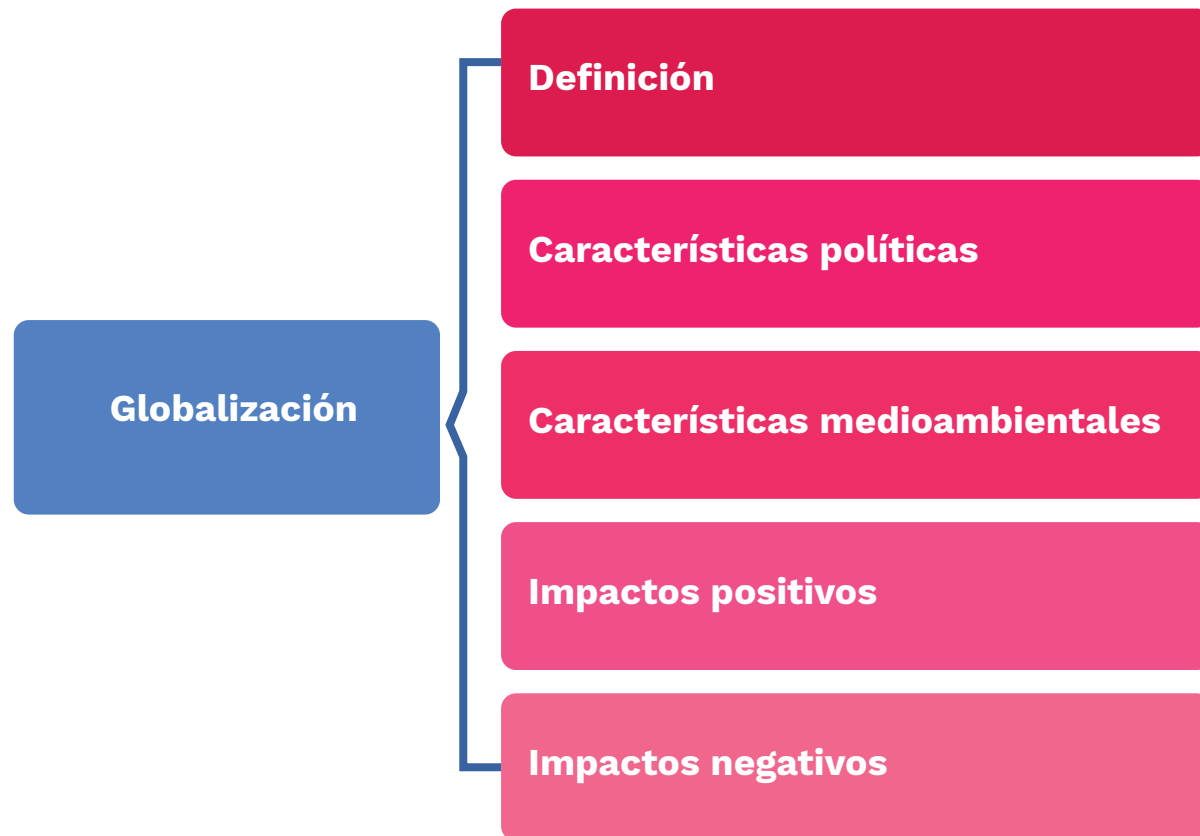 Definición
Características políticas
Globalización
Características medioambientales
Impactos positivos
Impactos negativos